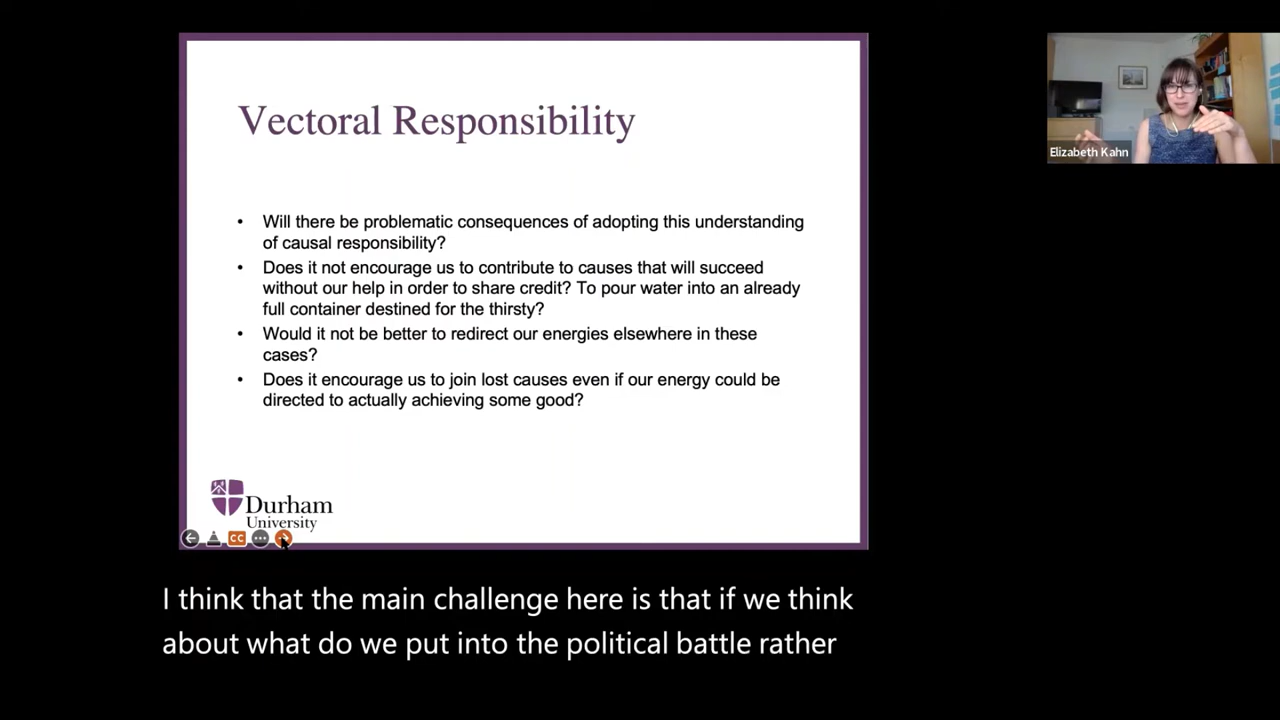 Vectoral Responsibility
• Will there be problematic consequences of adopting this understanding
of causal responsibility?
• Does it not encourage us to contribute to causes that will succeed
without our help in order to share credit? To pour water into an already
full container destined for the thirsty?
• Would it not be better to redirect our energies elsewhere in these
cases?
• Does it encourage us to join lost causes even if our energy could be
directed to actually achieving some good?
Durham
University
CC
Elizabeth Kahn
I think that the main challenge here is that if we think
about what do we put into the political battle rather